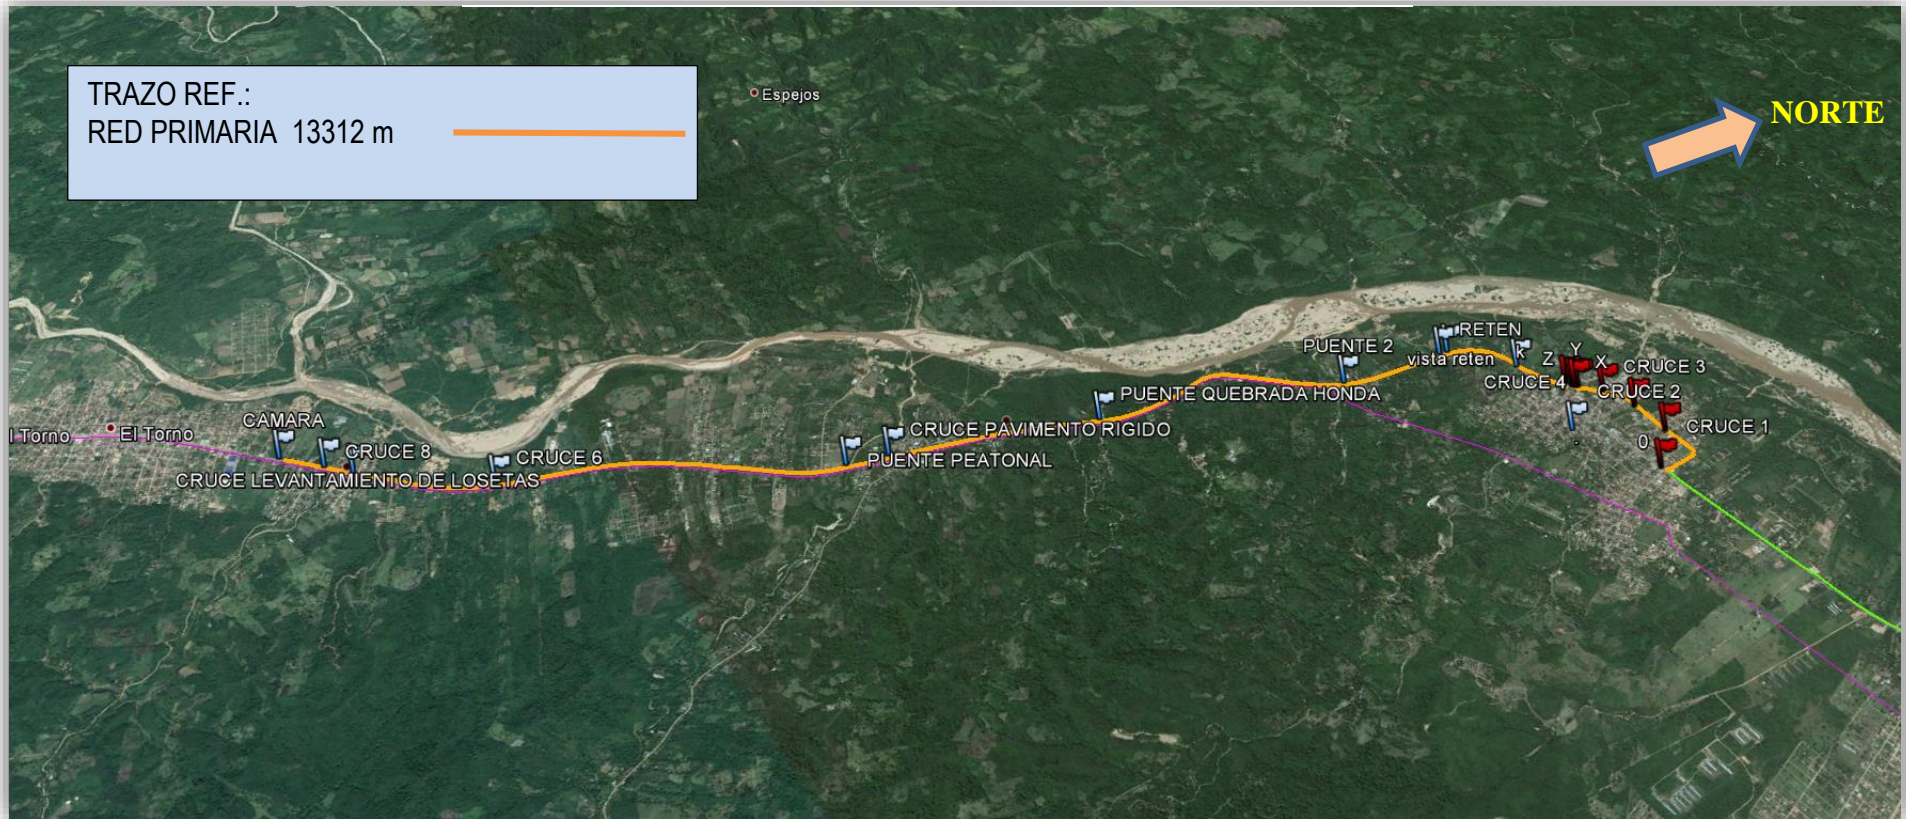 TRAZO REF.:
RED PRIMARIA 13312 m
Espejos
NORTE
RETEN
PUENTE 2
vista reten
k
Z
Y
X
CRUCE 3
CRUCE 4
CRUCE 2
PUENTE QUEBRADA HONDA
CRUCE 1
0
CAMARA
l Torno
El Torno
CRUCE PAVIMENTO RIGIDO
CRUCE 8
CRUCE 6
PUENTE PEATONAL
CRUCE LEVANTAMIENTO DE LOSETAS